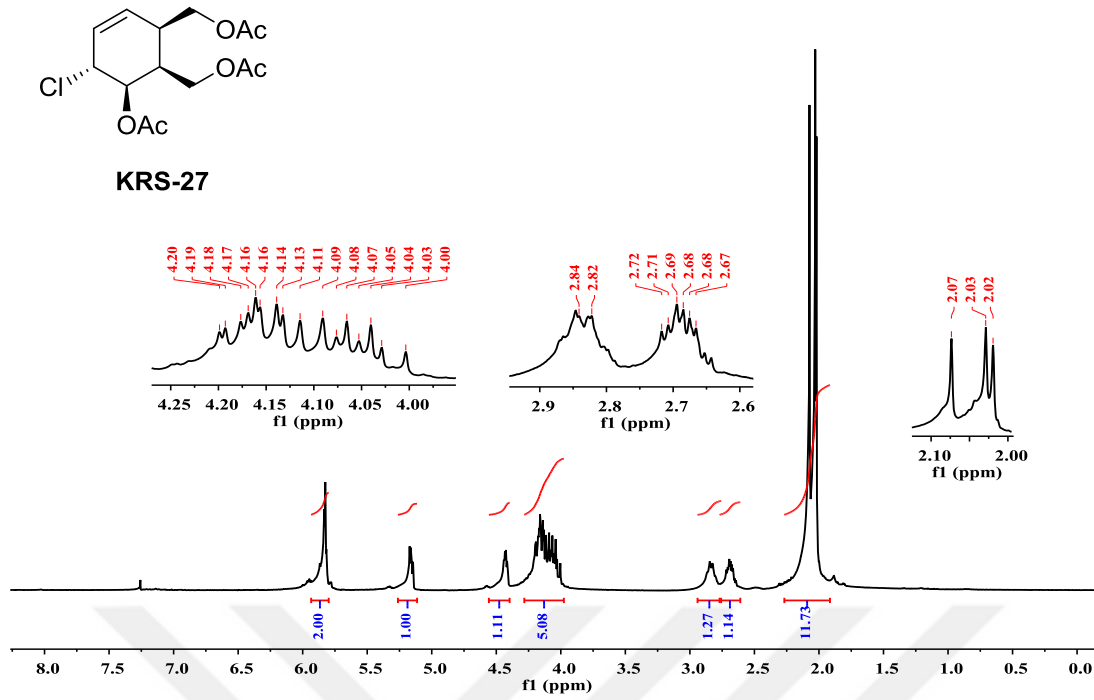 OAc
OAc
Cl
OAc
KRS-27
4.20 4.19 4.18 4.17 4.16 4.16 4.14 4.13 4.11 4.09 4.08 4.07 4.05 4.04 4.03 4.00
2.84 2.82 2.72 2.71 2.69 2.68 2.68 2.67
2.07 2.03 2.02
4.25 4.20 4.15 4.10 4.05 4.00
f1 (ppm)
2.9 2.8 2.7 2.6
f1 (ppm)
2.10 2.00
f1 (ppm)
2.00 1.00 1.11 5.08 1.27 1.14 11.73
8.0 7.5 7.0 6.5 6.0 5.5 5.0 4.5 4.0 3.5 3.0 2.5 2.0 1.5 1.0 0.5 0.0
f1 (ppm)